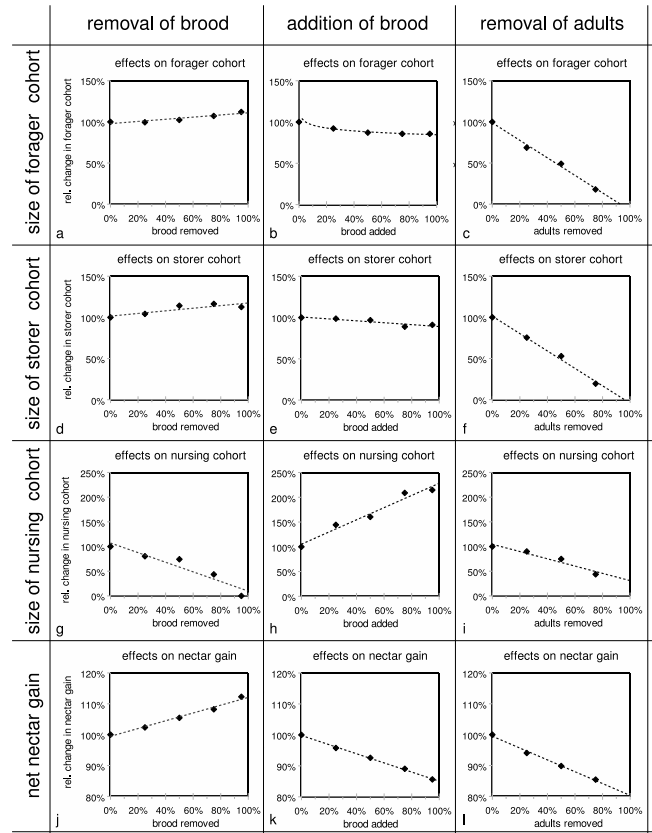 removal of brood addition of brood removal of adults
size of forager cohort
effects on forager cohort
rel. change in forager cohort
150%
100%
50%
0%
0% 20% 40% 60% 80% 100%
brood removed
a
effects on forager cohort
150%
100%
50%
0%
0% 20% 40% 60% 80% 100%
brood added
b
effects on forager cohort
150%
100%
50%
0%
0% 20% 40% 60% 80% 100%
adults removed
c
size of storer cohort
effects on storer cohort
rel. change in storer cohort
150%
100%
50%
0%
0% 20% 40% 60% 80% 100%
brood removed
d
effects on storer cohort
150%
100%
50%
0%
0% 20% 40% 60% 80% 100%
brood added
e
effects on storer cohort
150%
100%
50%
0%
0% 20% 40% 60% 80% 100%
adults removed
f
size of nursing cohort
effects on nursing cohort
rel. change in nursing cohort
250%
200%
150%
100%
50%
0%
0% 20% 40% 60% 80% 100%
brood removed
g
effects on nursing cohort
250%
200%
150%
100%
50%
0%
0% 20% 40% 60% 80% 100%
brood added
h
effects on nursing cohort
250%
200%
150%
100%
50%
0%
0% 20% 40% 60% 80% 100%
adults removed
i
net nectar gain
effects on nectar gain
rel. change in nectar gain
120%
110%
100%
90%
80%
0% 20% 40% 60% 80% 100%
brood removed
j
effects on nectar gain
120%
110%
100%
90%
80%
0% 20% 40% 60% 80% 100%
brood added
k
effects on nectar gain
120%
110%
100%
90%
80%
0% 20% 40% 60% 80% 100%
adults removed
l